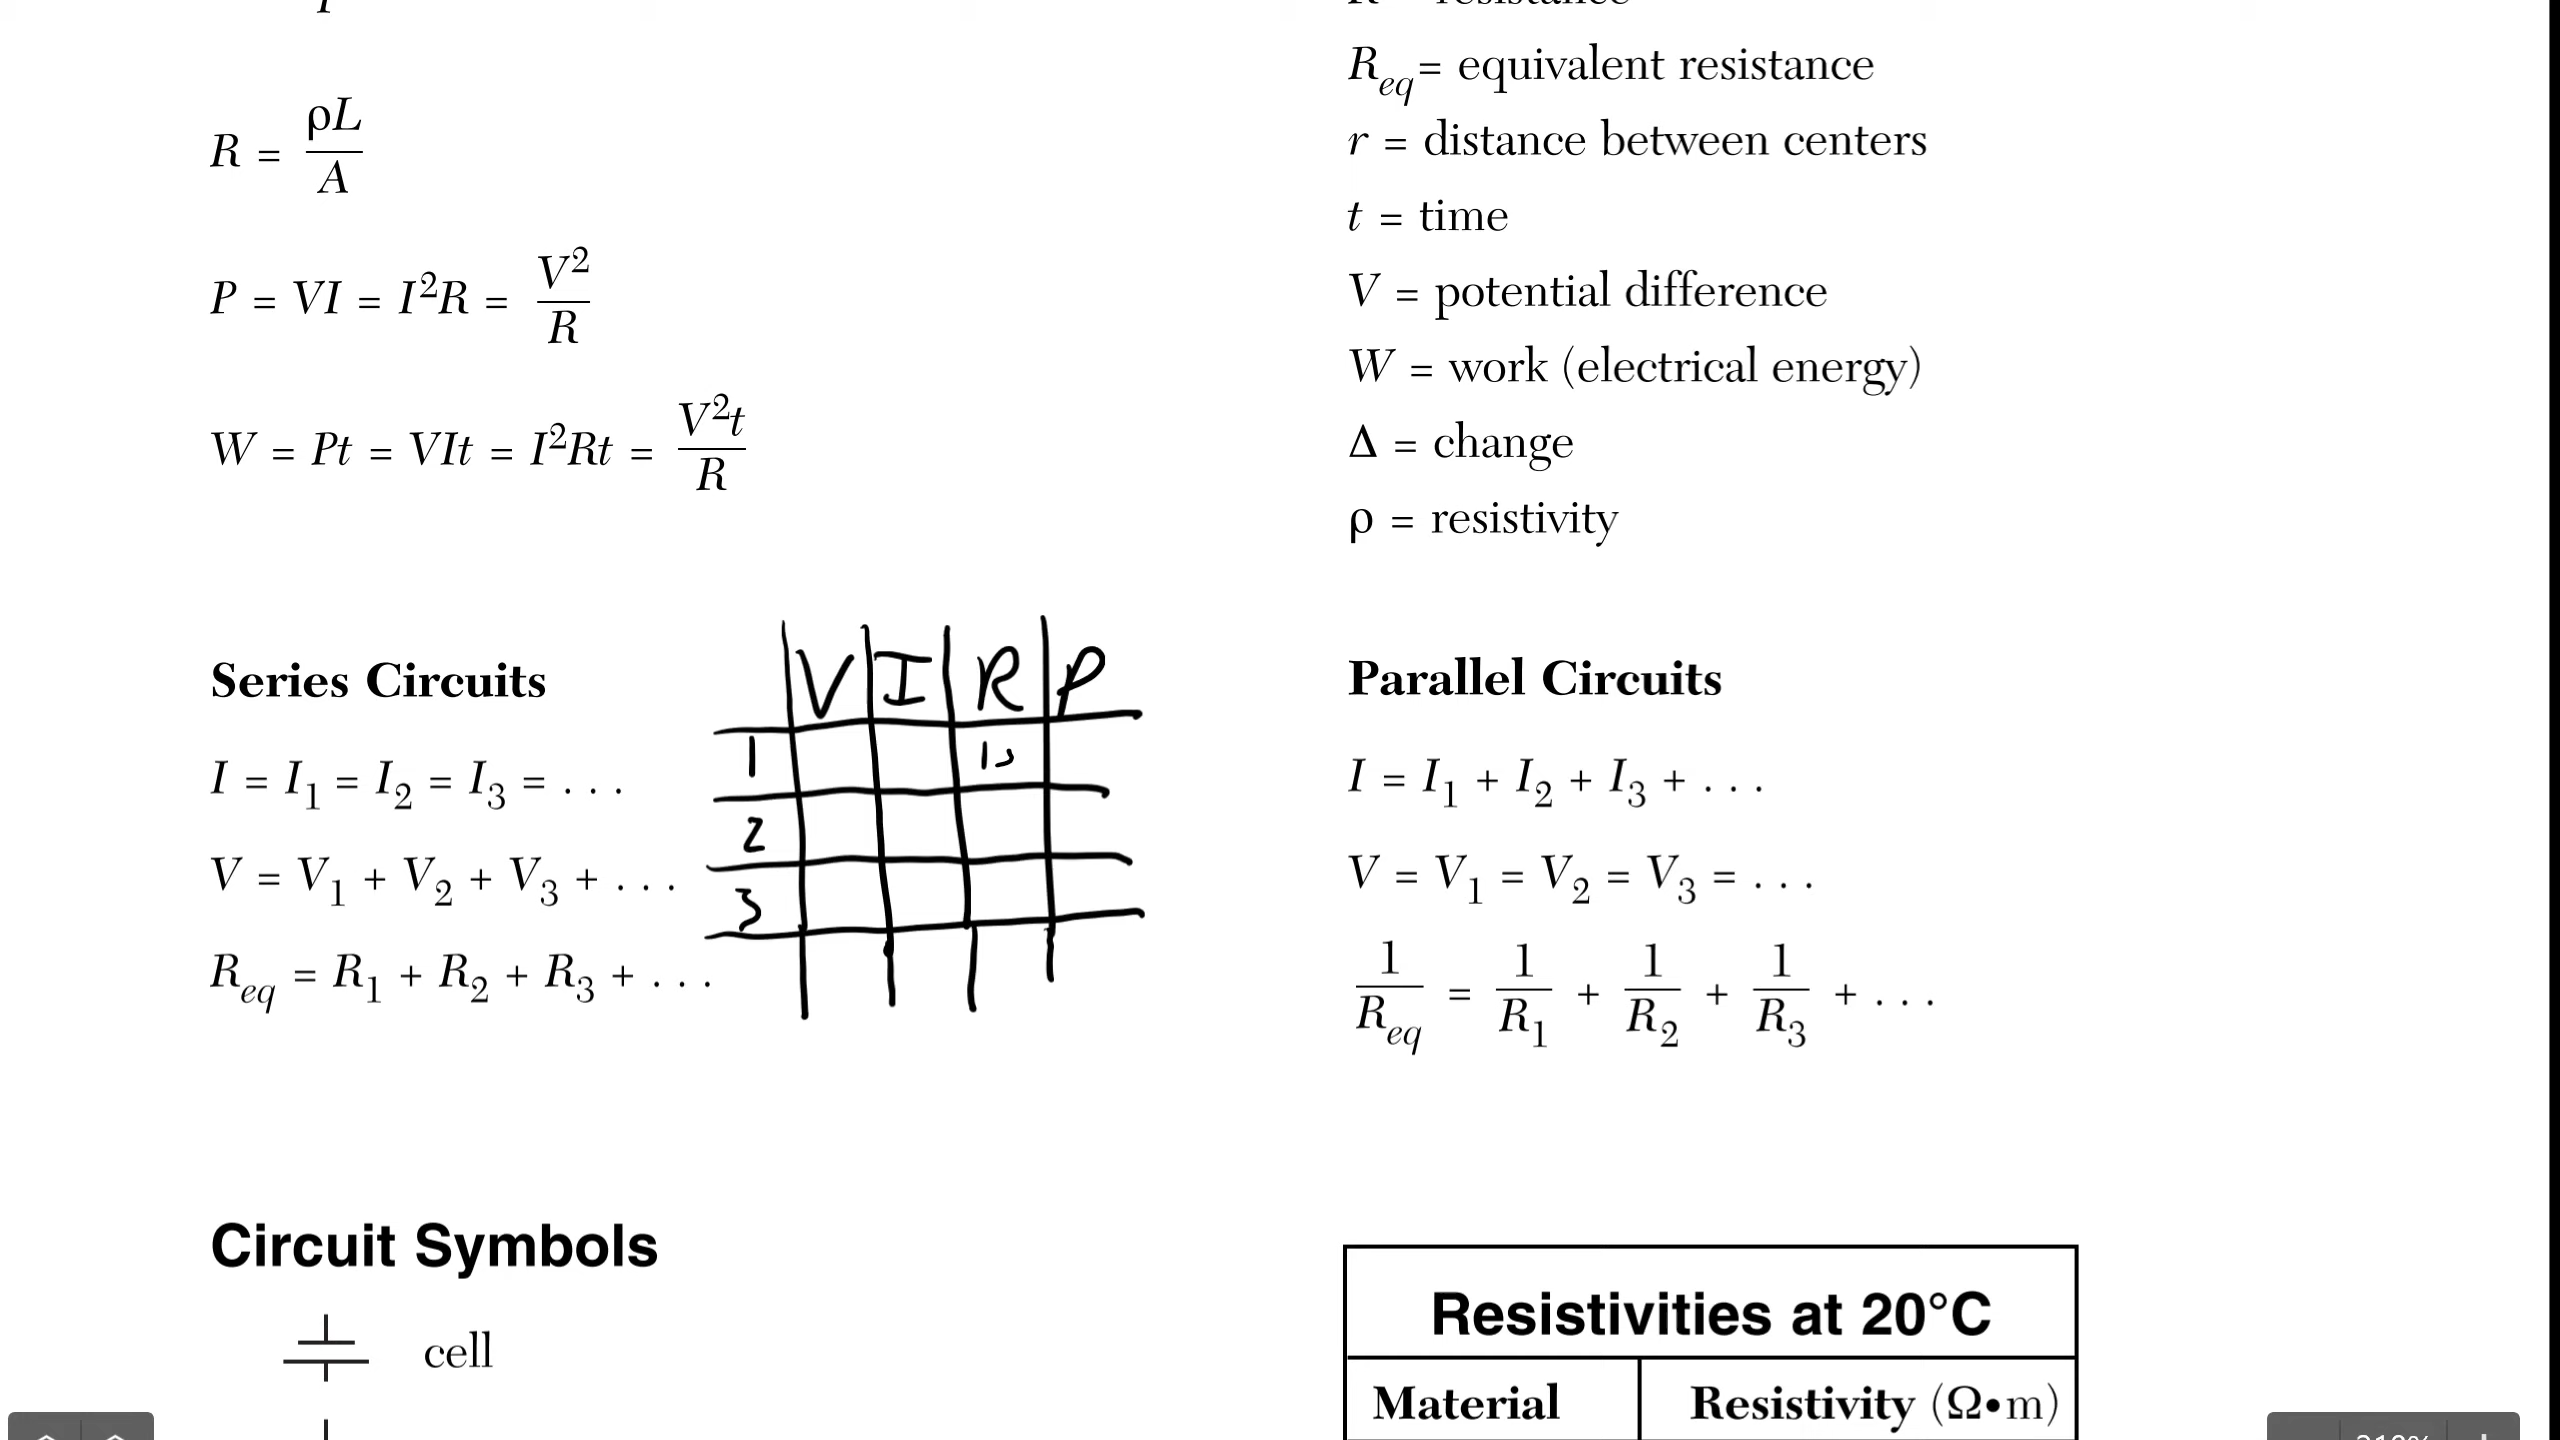 R = ρL/A
P = VI = I²R = V²/R
W = Pt = VIt = I²Rt = V²t/R
R_eq = equivalent resistance
r = distance between centers
t = time
V = potential difference
W = work (electrical energy)
Δ = change
ρ = resistivity
Series Circuits
I = I₁ = I₂ = I₃ = . . .
V = V₁ + V₂ + V₃ + . . .
R_eq = R₁ + R₂ + R₃ + . . .
V I R P
1
2
3
Parallel Circuits
I = I₁ + I₂ + I₃ + . . .
V = V₁ = V₂ = V₃ = . . .
1/R_eq = 1/R₁ + 1/R₂ + 1/R₃ + . . .
Circuit Symbols
cell
Resistivities at 20°C
Material Resistivity (Ω•m)